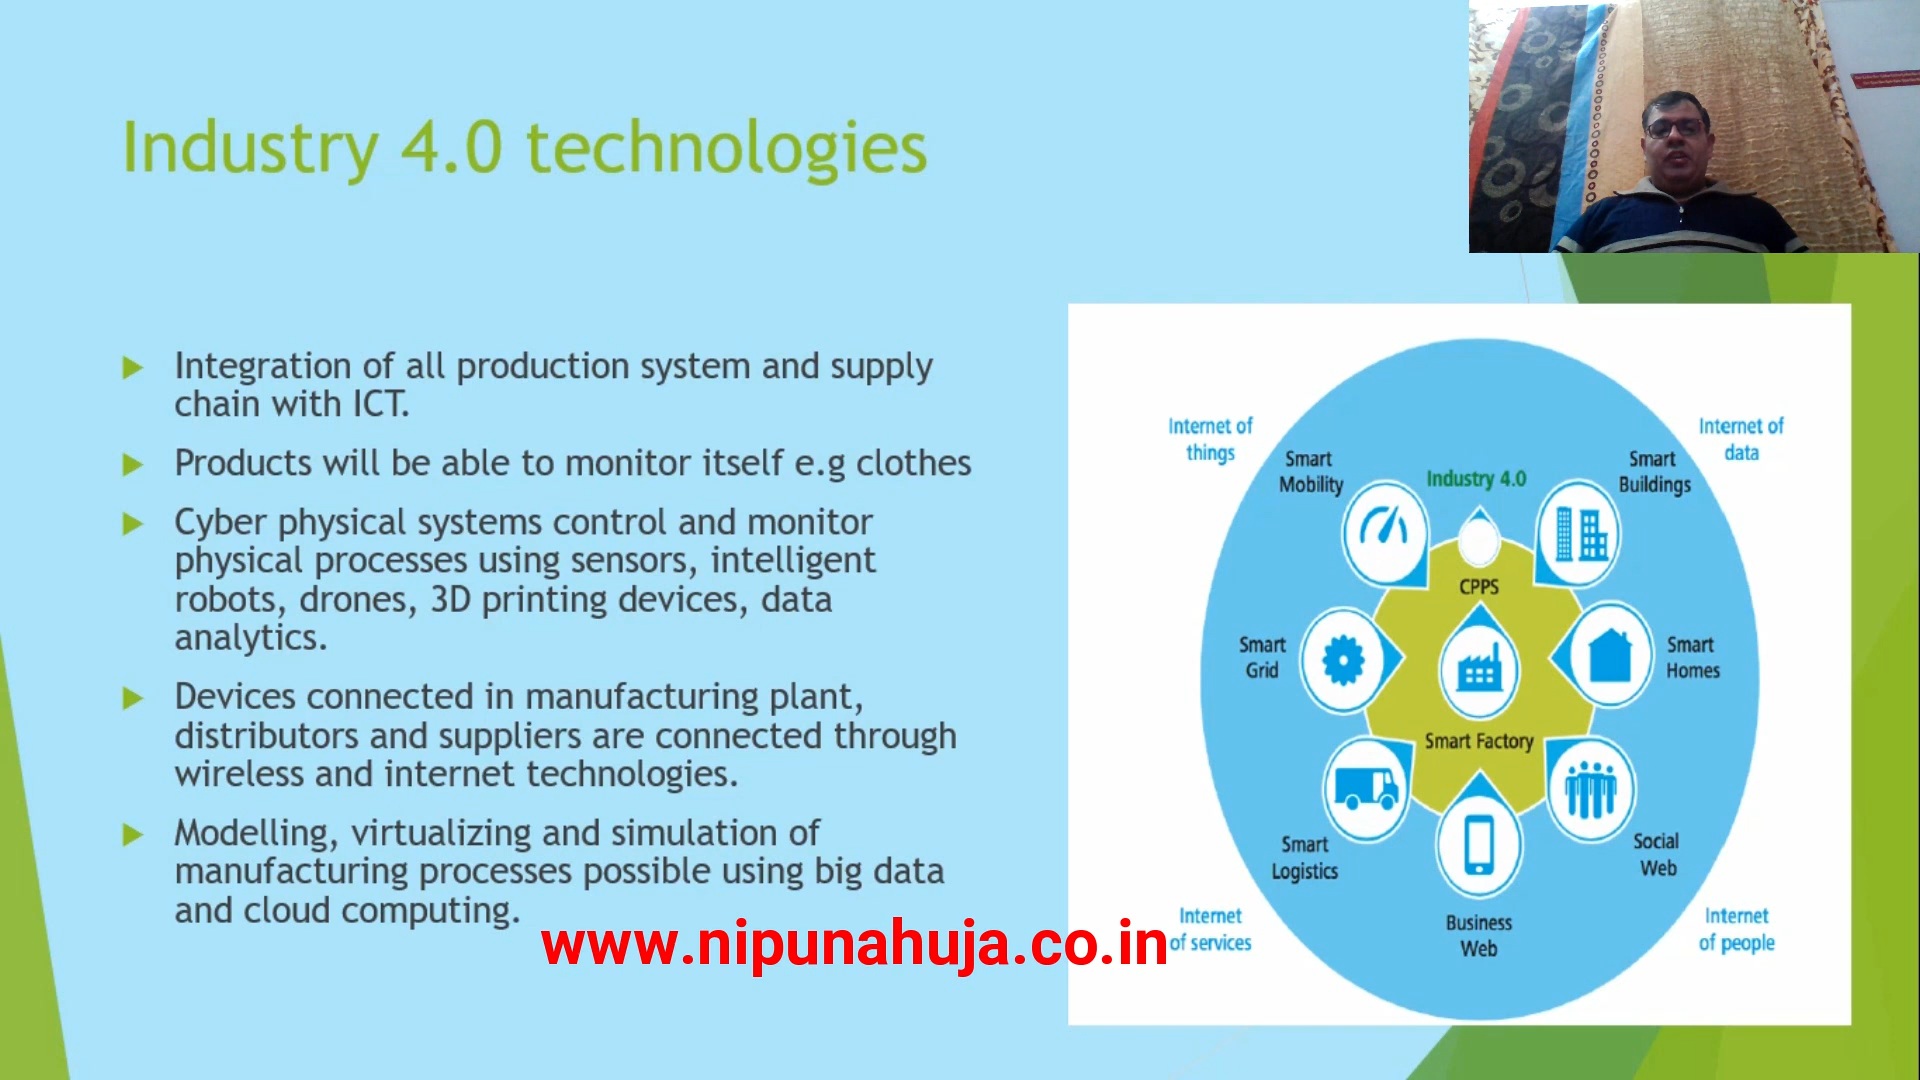 Industry 4.0 technologies
Integration of all production system and supply
chain with ICT.
Products will be able to monitor itself e.g clothes
Cyber physical systems control and monitor
physical processes using sensors, intelligent
robots, drones, 3D printing devices, data
analytics.
Devices connected in manufacturing plant,
distributors and suppliers are connected through
wireless and internet technologies.
Modelling, virtualizing and simulation of
manufacturing processes possible using big data
and cloud computing.
www.nipunahuja.co.in
Internet of
things
Internet of
data
Smart
Mobility
Industry 4.0
Smart
Buildings
CPPS
Smart
Grid
Smart
Homes
Smart Factory
Smart
Logistics
Social
Web
Business
Web
Internet
of services
Internet
of people